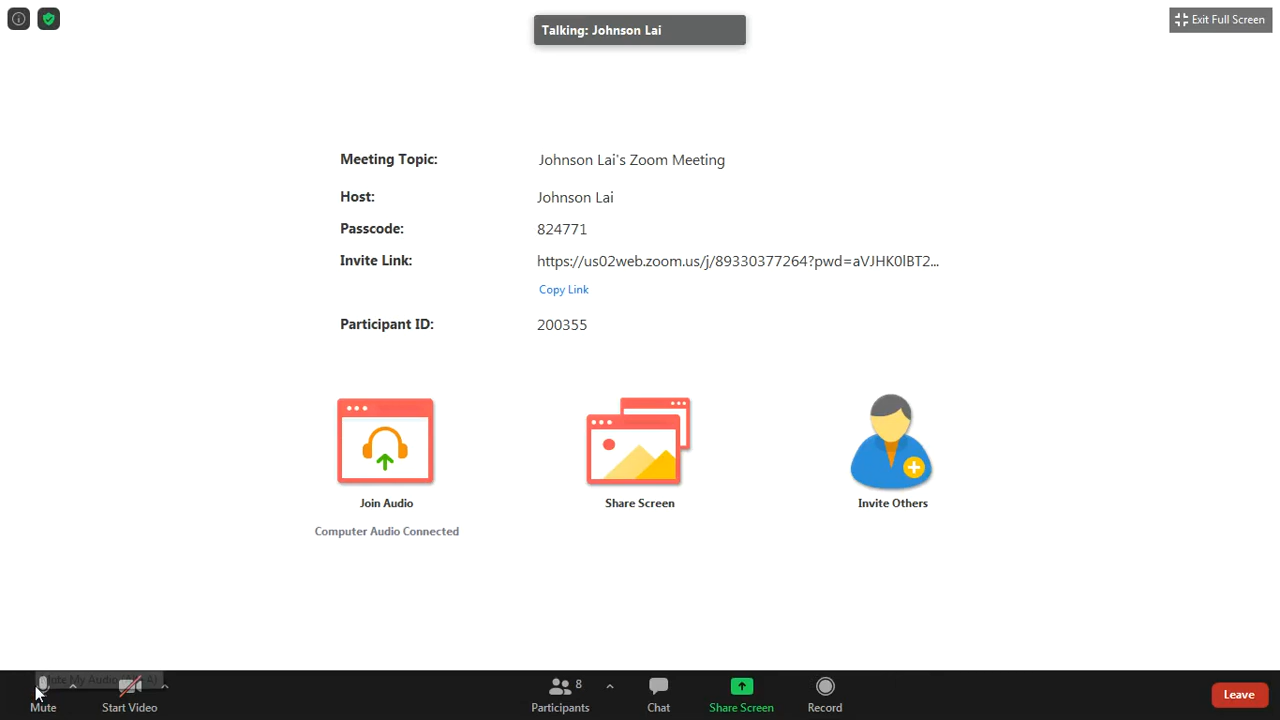 Talking: Johnson Lai
Exit Full Screen
Meeting Topic: Johnson Lai's Zoom Meeting
Host: Johnson Lai
Passcode: 824771
Invite Link: https://us02web.zoom.us/j/89330377264?pwd=aVJHK0lBT2...
Copy Link
Participant ID: 200355
Join Audio
Share Screen
Invite Others
Computer Audio Connected
My Audio
Mute
Start Video
8
Participants
Chat
Share Screen
Record
Leave